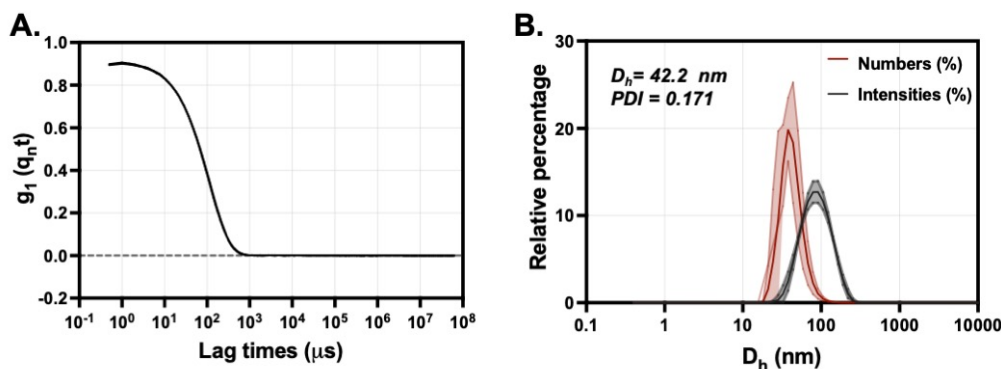 A.
g₁ (qₙt)
1.0
0.8
0.6
0.4
0.2
0.0
-0.2
10⁻¹ 10⁰ 10¹ 10² 10³ 10⁴ 10⁵ 10⁶ 10⁷ 10⁸
Lag times (μs)
B.
Relative percentage
30
20
10
0
Dₕ= 42.2 nm
PDI = 0.171
Numbers (%)
Intensities (%)
0.1 1 10 100 1000 10000
Dₕ (nm)